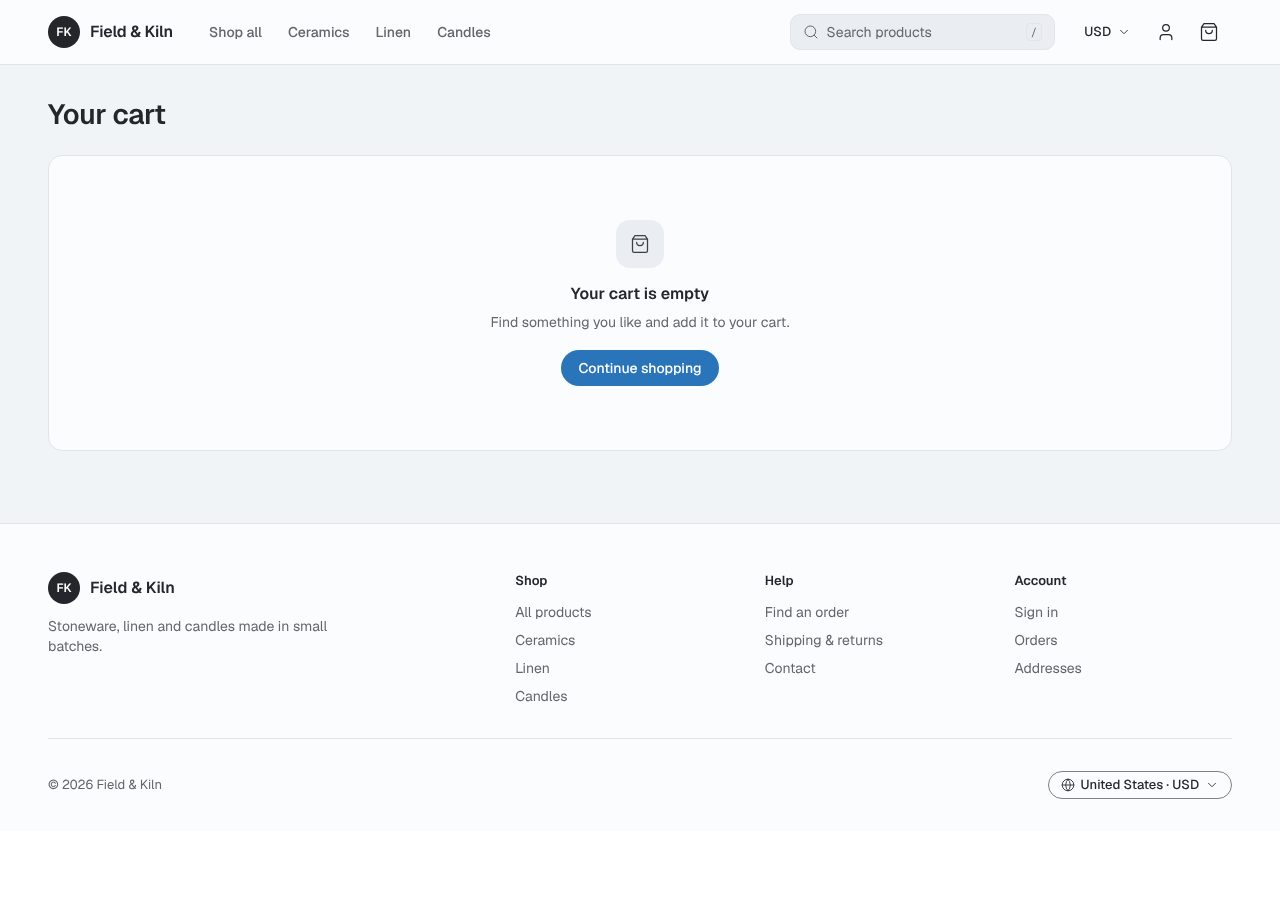 FK Field & Kiln Shop all Ceramics Linen Candles Search products / USD
Your cart
Your cart is empty
Find something you like and add it to your cart.
Continue shopping
FK Field & Kiln
Stoneware, linen and candles made in small
batches.
Shop
All products
Ceramics
Linen
Candles
Help
Find an order
Shipping & returns
Contact
Account
Sign in
Orders
Addresses
© 2026 Field & Kiln
United States · USD